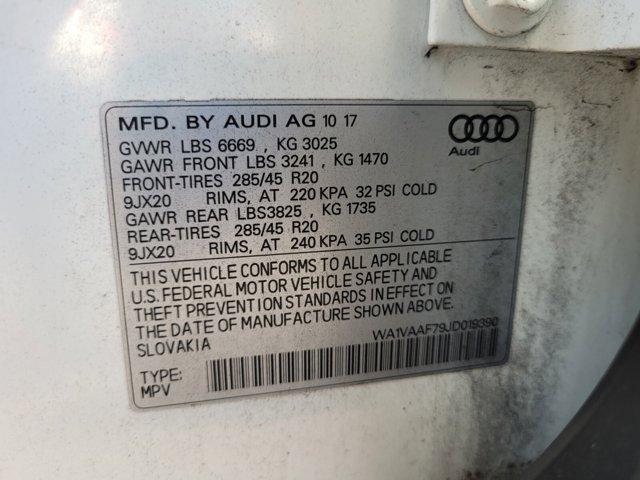 MFD. BY AUDI AG 10 17
GVWR LBS 6669 , KG 3025
GAWR FRONT LBS 3241 , KG 1470
FRONT-TIRES 285/45 R20
9JX20 RIMS, AT 220 KPA 32 PSI COLD
GAWR REAR LBS3825 , KG 1735
REAR-TIRES 285/45 R20
9JX20 RIMS, AT 240 KPA 35 PSI COLD
Audi
THIS VEHICLE CONFORMS TO ALL APPLICABLE
U.S. FEDERAL MOTOR VEHICLE SAFETY AND
THEFT PREVENTION STANDARDS IN EFFECT ON
THE DATE OF MANUFACTURE SHOWN ABOVE.
SLOVAKIA
WA1VAAF79JD019390
TYPE:
MPV